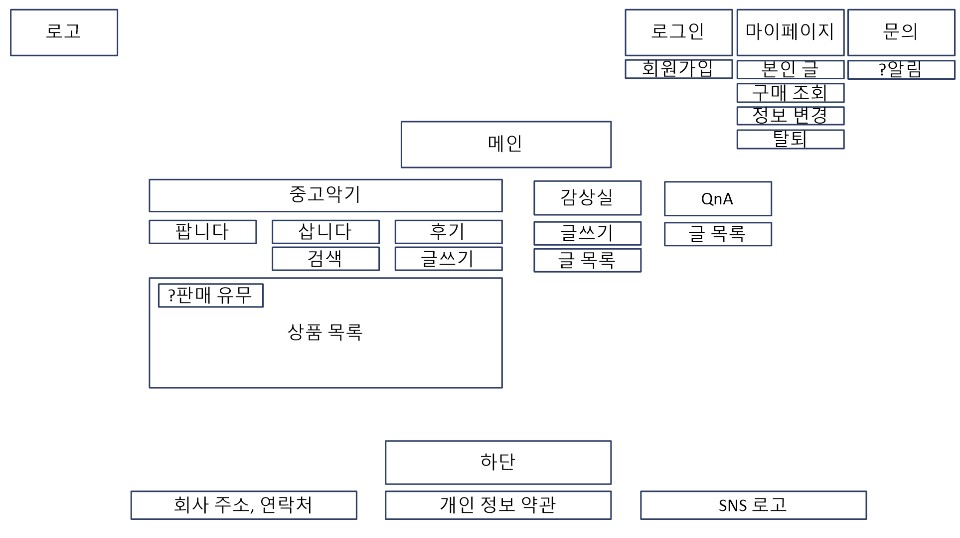 로고
로그인
마이페이지
문의
회원가입
본인 글
?알림
구매 조회
정보 변경
탈퇴
메인
중고악기
감상실
QnA
팝니다
삽니다
후기
글쓰기
글 목록
검색
글쓰기
글 목록
?판매 유무
상품 목록
하단
회사 주소, 연락처
개인 정보 약관
SNS 로고